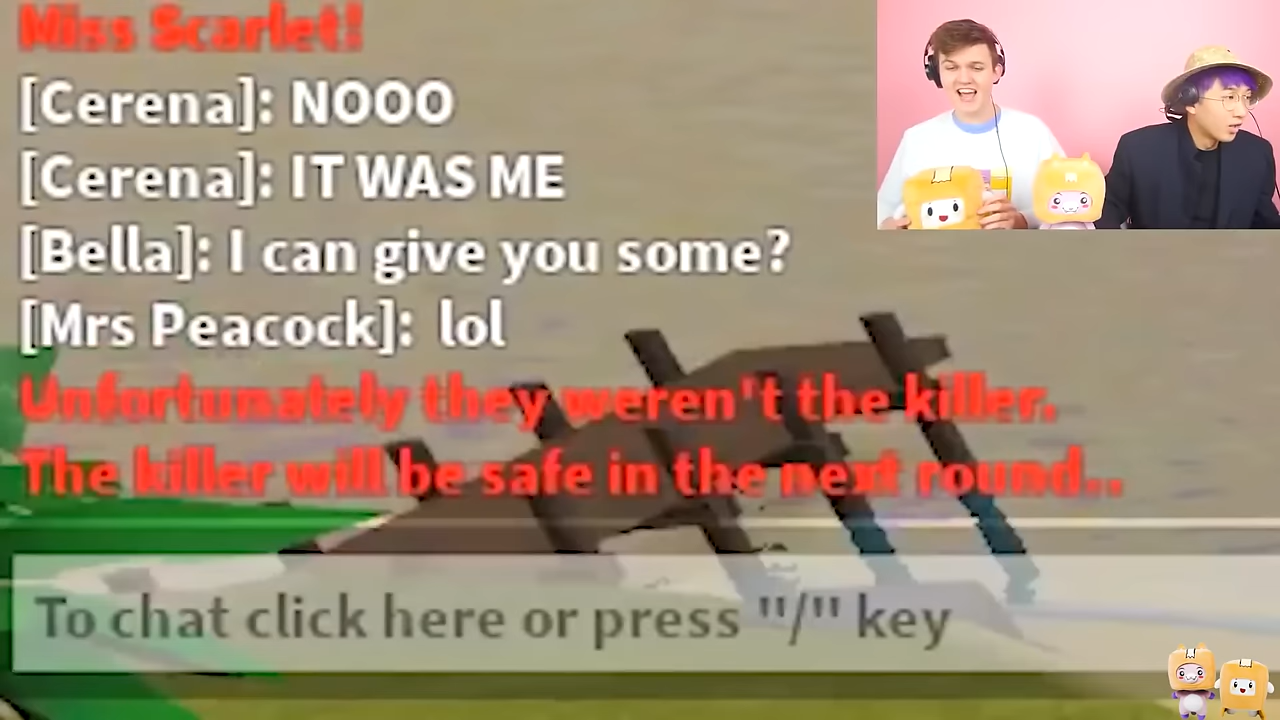 Miss Scarlet!
[Cerena]: NOOO
[Cerena]: IT WAS ME
[Bella]: I can give you some?
[Mrs Peacock]: lol
Unfortunately they weren't the killer.
The killer will be safe in the next round..
To chat click here or press "/" key